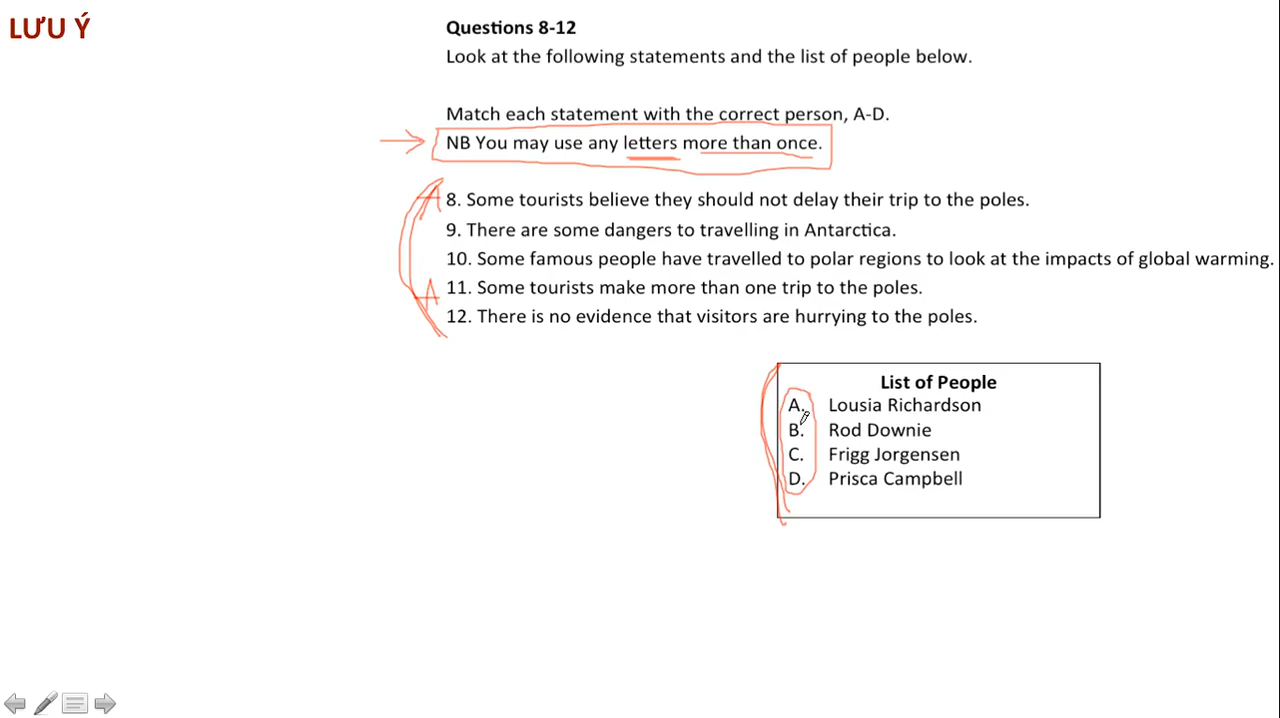 LƯU Ý
Questions 8-12
Look at the following statements and the list of people below.
Match each statement with the correct person, A-D.
NB You may use any letters more than once.
A 8. Some tourists believe they should not delay their trip to the poles.
9. There are some dangers to travelling in Antarctica.
10. Some famous people have travelled to polar regions to look at the impacts of global warming.
A 11. Some tourists make more than one trip to the poles.
12. There is no evidence that visitors are hurrying to the poles.
List of People
A. Lousia Richardson
B. Rod Downie
C. Frigg Jorgensen
D. Prisca Campbell